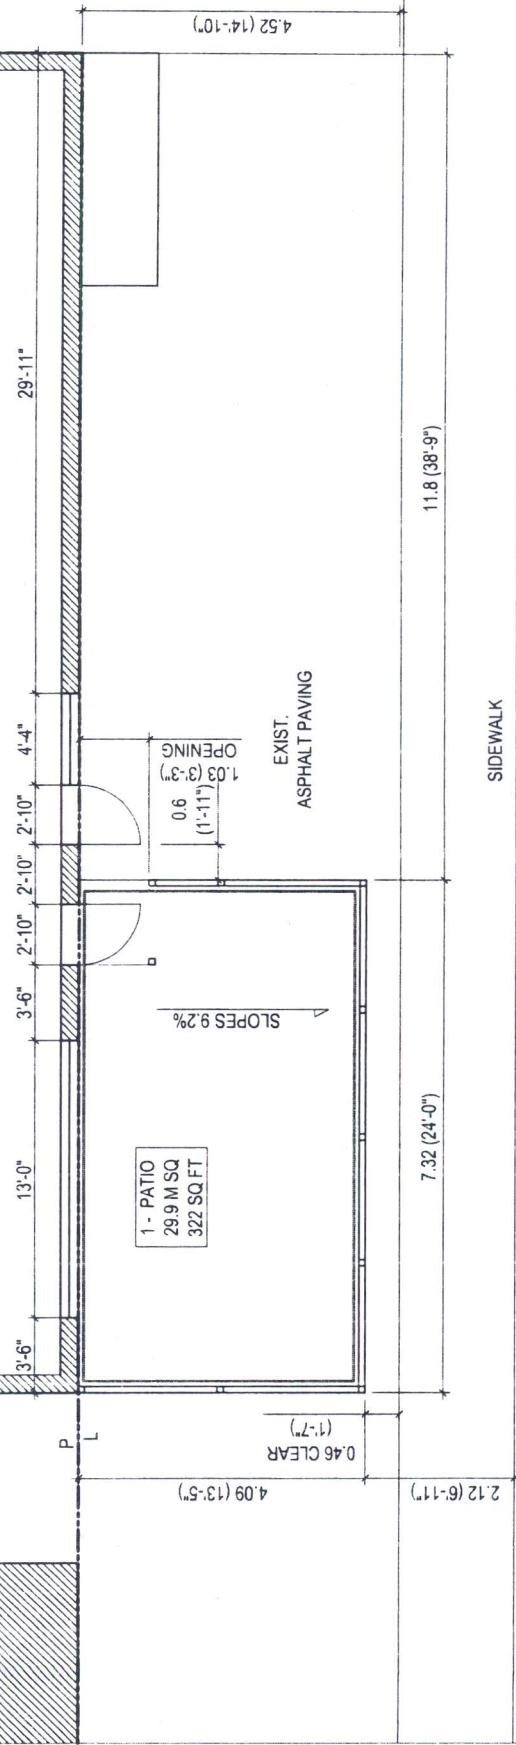 3'-6"
13'-0"
3'-6"
2'-10"
2'-10"
2'-10"
4'-4"
29'-11"
P
L
1 - PATIO
29.9 M SQ
322 SQ FT
SLOPES 9.2%
1.03 (3'-3")
OPENING
0.6
(1'-11")
EXIST.
ASPHALT PAVING
4.52 (14'-10")
0.46 CLEAR
(1'-7")
4.09 (13'-5")
2.12 (6'-11")
7.32 (24'-0")
11.8 (38'-9")
SIDEWALK